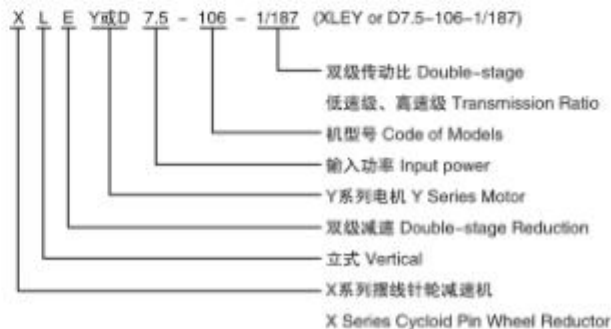 X L E Y或D 7.5 - 106 - 1/187 (XLEY or D7.5-106-1/187)
双级传动比 Double-stage
低速级、高速级 Transmission Ratio
机型号 Code of Models
输入功率 Input power
Y系列电机 Y Series Motor
双级减速 Double-stage Reduction
立式 Vertical
X系列摆线针轮减速机
X Series Cycloid Pin Wheel Reductor